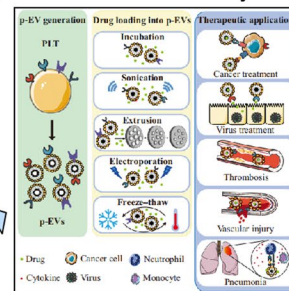 p-EV generation
Drug loading into p-EVs
Therapeutic application
PLT
p-EVs
Incubation
Sonication
Extrusion
Electroporation
Freeze–thaw
Cancer treatment
Virus treatment
Thrombosis
Vascular injury
Pneumonia
Drug
Cancer cell
Neutrophil
Cytokine
Virus
Monocyte